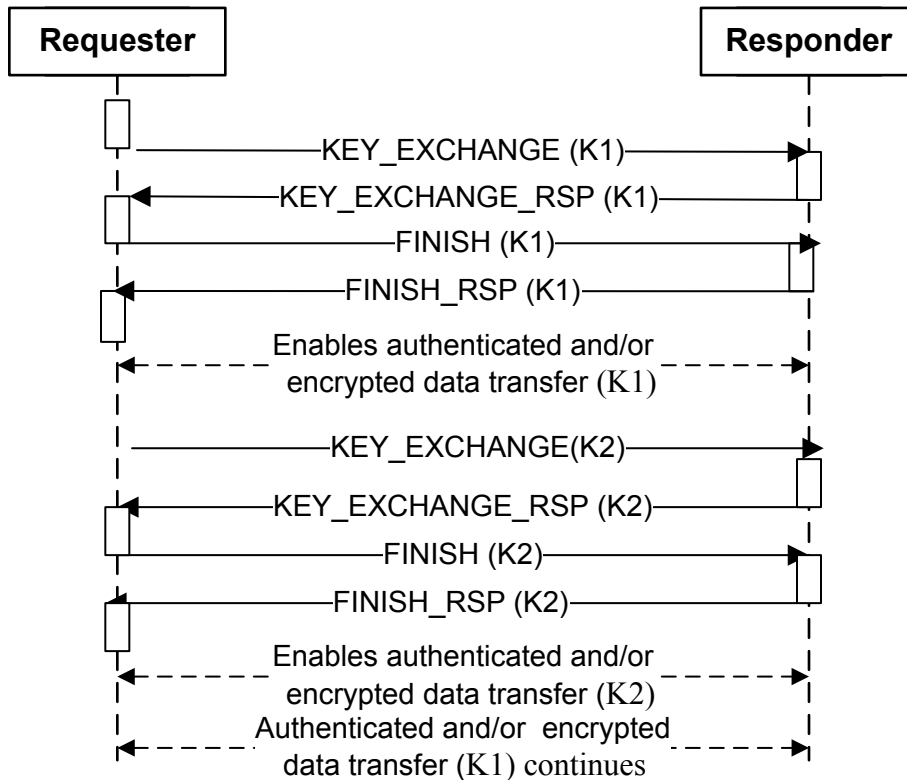 Requester
Responder
KEY_EXCHANGE (K1)
KEY_EXCHANGE_RSP (K1)
FINISH (K1)
FINISH_RSP (K1)
Enables authenticated and/or
encrypted data transfer (K1)
KEY_EXCHANGE(K2)
KEY_EXCHANGE_RSP (K2)
FINISH (K2)
FINISH_RSP (K2)
Enables authenticated and/or
encrypted data transfer (K2)
Authenticated and/or encrypted
data transfer (K1) continues